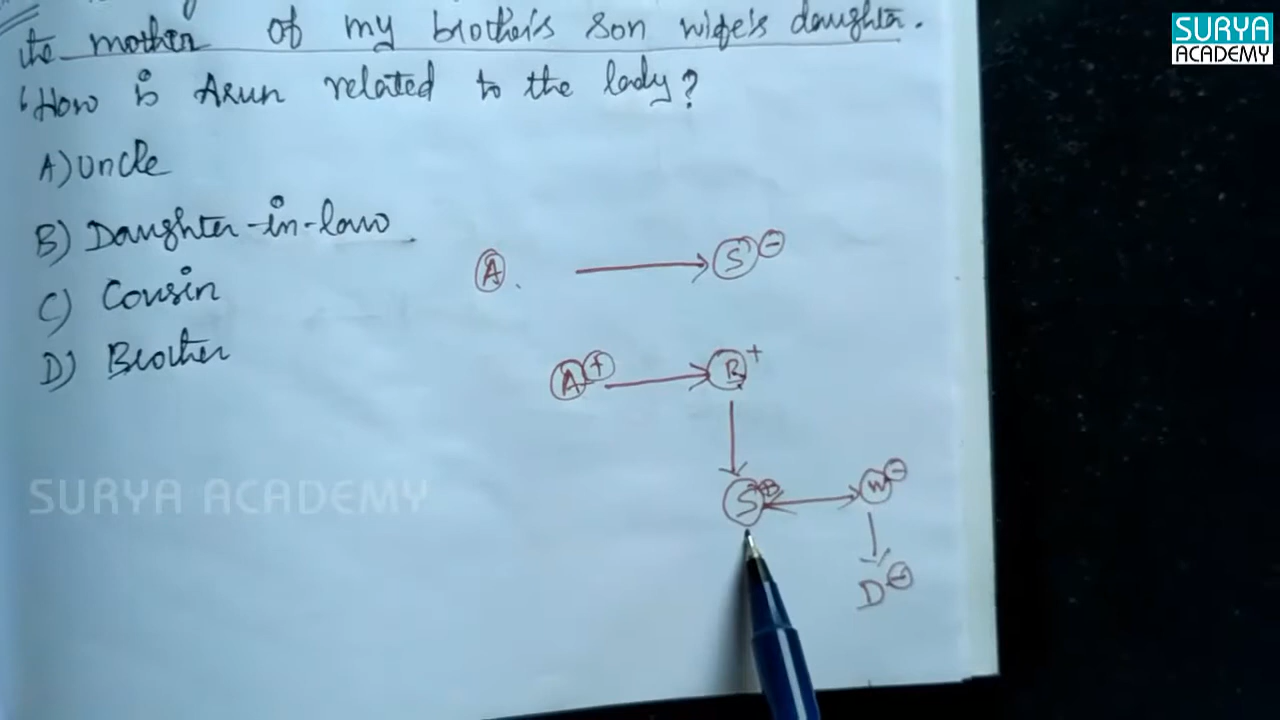 the mother of my brother's son wife's daughter.
How is Arun related to the lady?
A) Uncle
B) Daughter-in-law
C) Cousin
D) Brother
A S -
A + B +
S + W -
D -
SURYA ACADEMY
SURYA
ACADEMY